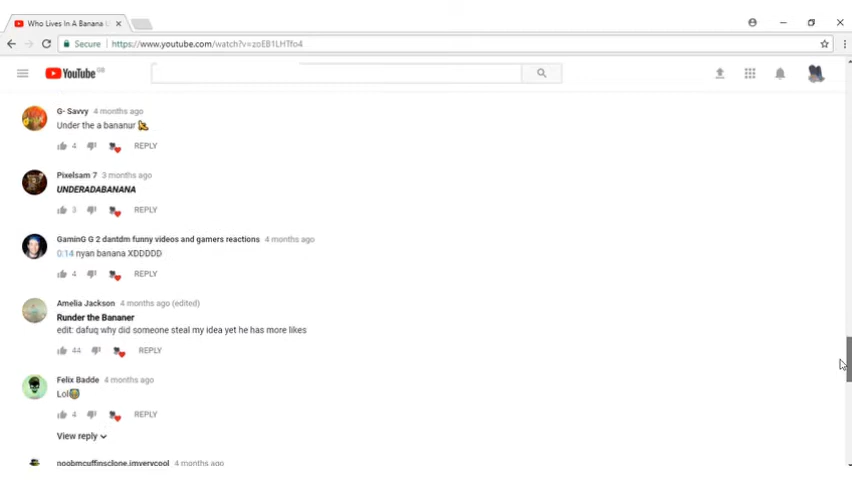 Who Lives In A Banana
Secure https://www.youtube.com/watch?v=zoEB1LHTfo4
YouTube GB
G- Savvy 4 months ago
Under the a bananur
4 REPLY
Pixelsam 7 3 months ago
UNDERADABANANA
3 REPLY
GaminG G 2 dantdm funny videos and gamers reactions 4 months ago
0:14 nyan banana XDDDDD
4 REPLY
Amelia Jackson 4 months ago (edited)
Runder the Bananer
edit: dafuq why did someone steal my idea yet he has more likes
44 REPLY
Felix Badde 4 months ago
Lol
4 REPLY
View reply
noobmcuffinsclone.imverycool 4 months ago